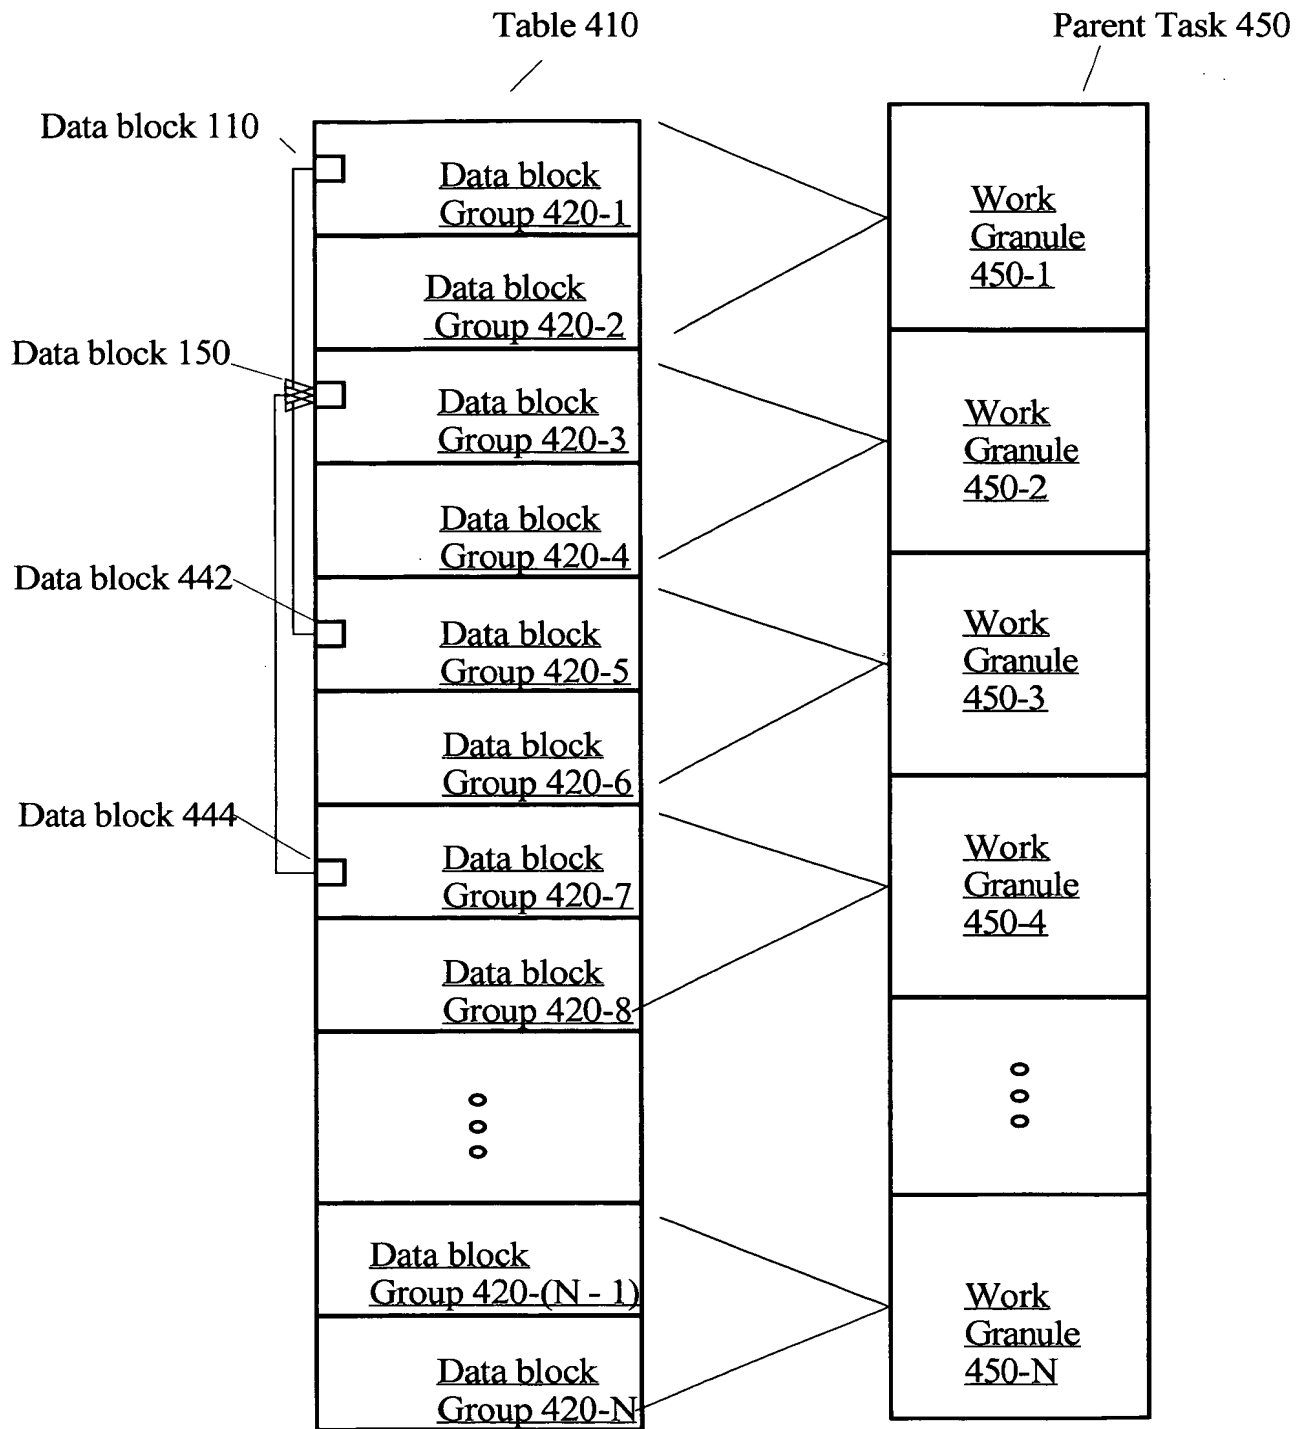 Table 410
Parent Task 450
Data block 110
Data block
Group 420-1
Data block
Group 420-2
Data block 150
Data block
Group 420-3
Data block
Group 420-4
Data block 442
Data block
Group 420-5
Data block
Group 420-6
Data block 444
Data block
Group 420-7
Data block
Group 420-8
Data block
Group 420-(N - 1)
Data block
Group 420-N
Work
Granule
450-1
Work
Granule
450-2
Work
Granule
450-3
Work
Granule
450-4
Work
Granule
450-N